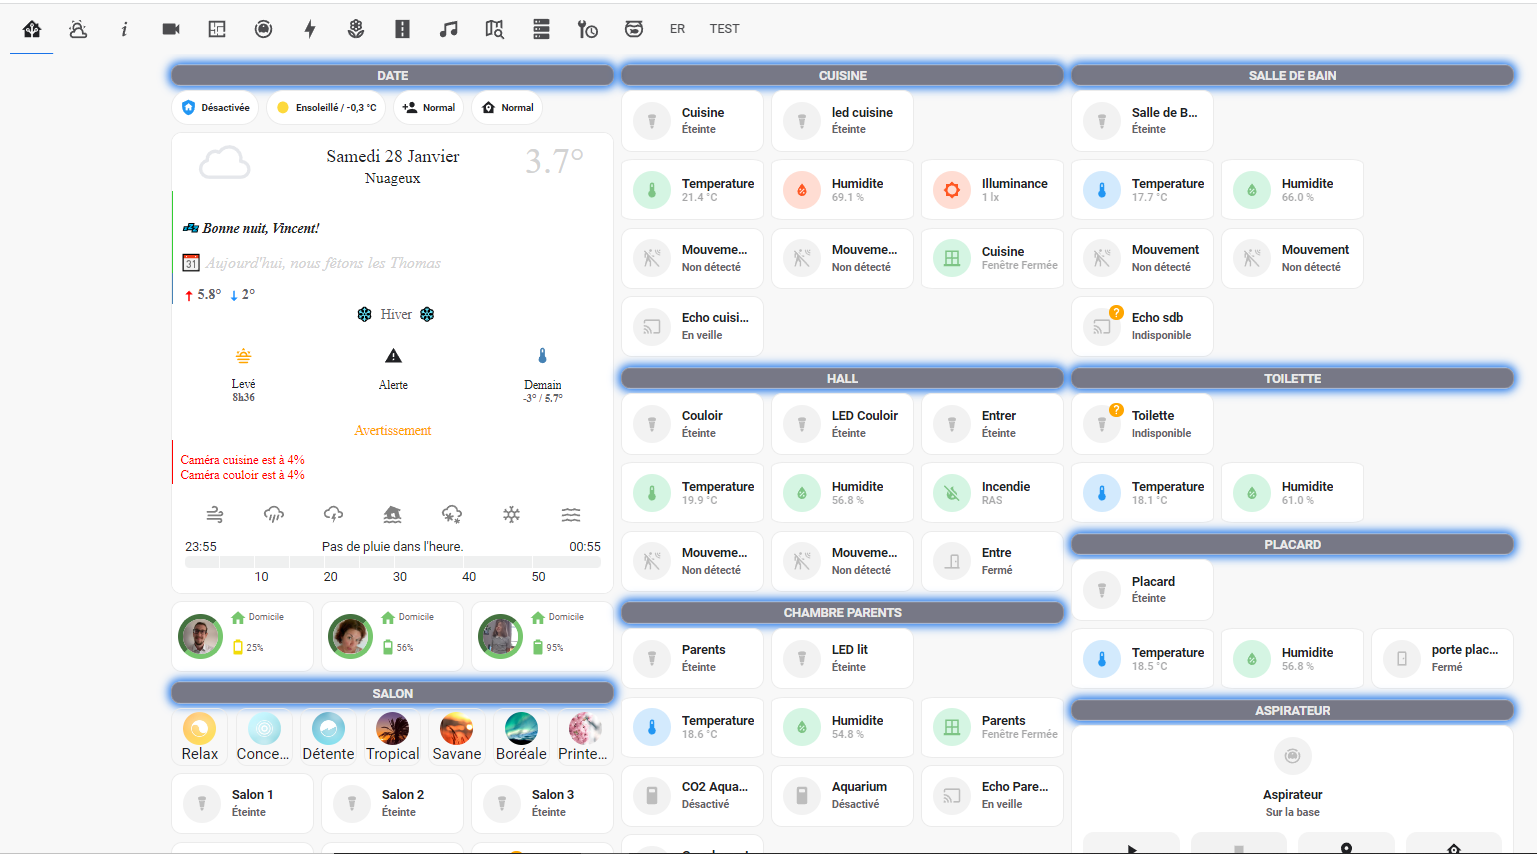 i
ER
TEST
DATE
Désactivée
Ensoleillé / -0,3 °C
Normal
Normal
Samedi 28 Janvier
Nuageux
3.7°
Bonne nuit, Vincent!
31
Aujourd'hui, nous fêtons les Thomas
5.8°
2°
Hiver
Levé
8h36
Alerte
Demain
-3° / 5.7°
Avertissement
Caméra cuisine est à 4%
Caméra couloir est à 4%
23:55
Pas de pluie dans l'heure.
00:55
10
20
30
40
50
Domicile
25%
Domicile
56%
Domicile
95%
SALON
Relax
Conce...
Détente
Tropical
Savane
Boréale
Printe...
Salon 1
Éteinte
Salon 2
Éteinte
Salon 3
Éteinte
CUISINE
Cuisine
Éteinte
led cuisine
Éteinte
Temperature
21.4 °C
Humidite
69.1 %
Illuminance
1 lx
Mouveme...
Non détecté
Mouveme...
Non détecté
Cuisine
Fenêtre Fermée
Echo cuisi...
En veille
HALL
Couloir
Éteinte
LED Couloir
Éteinte
Entrer
Éteinte
Temperature
19.9 °C
Humidite
56.8 %
Incendie
RAS
Mouveme...
Non détecté
Mouveme...
Non détecté
Entre
Fermé
CHAMBRE PARENTS
Parents
Éteinte
LED lit
Éteinte
Temperature
18.6 °C
Humidite
54.8 %
Parents
Fenêtre Fermée
CO2 Aqua...
Désactivé
Aquarium
Désactivé
Echo Pare...
En veille
SALLE DE BAIN
Salle de B...
Éteinte
Temperature
17.7 °C
Humidite
66.0 %
Mouvement
Non détecté
Mouvement
Non détecté
?
Echo sdb
Indisponible
TOILETTE
?
Toilette
Indisponible
Temperature
18.1 °C
Humidite
61.0 %
PLACARD
Placard
Éteinte
Temperature
18.5 °C
Humidite
56.8 %
porte plac...
Fermé
ASPIRATEUR
Aspirateur
Sur la base